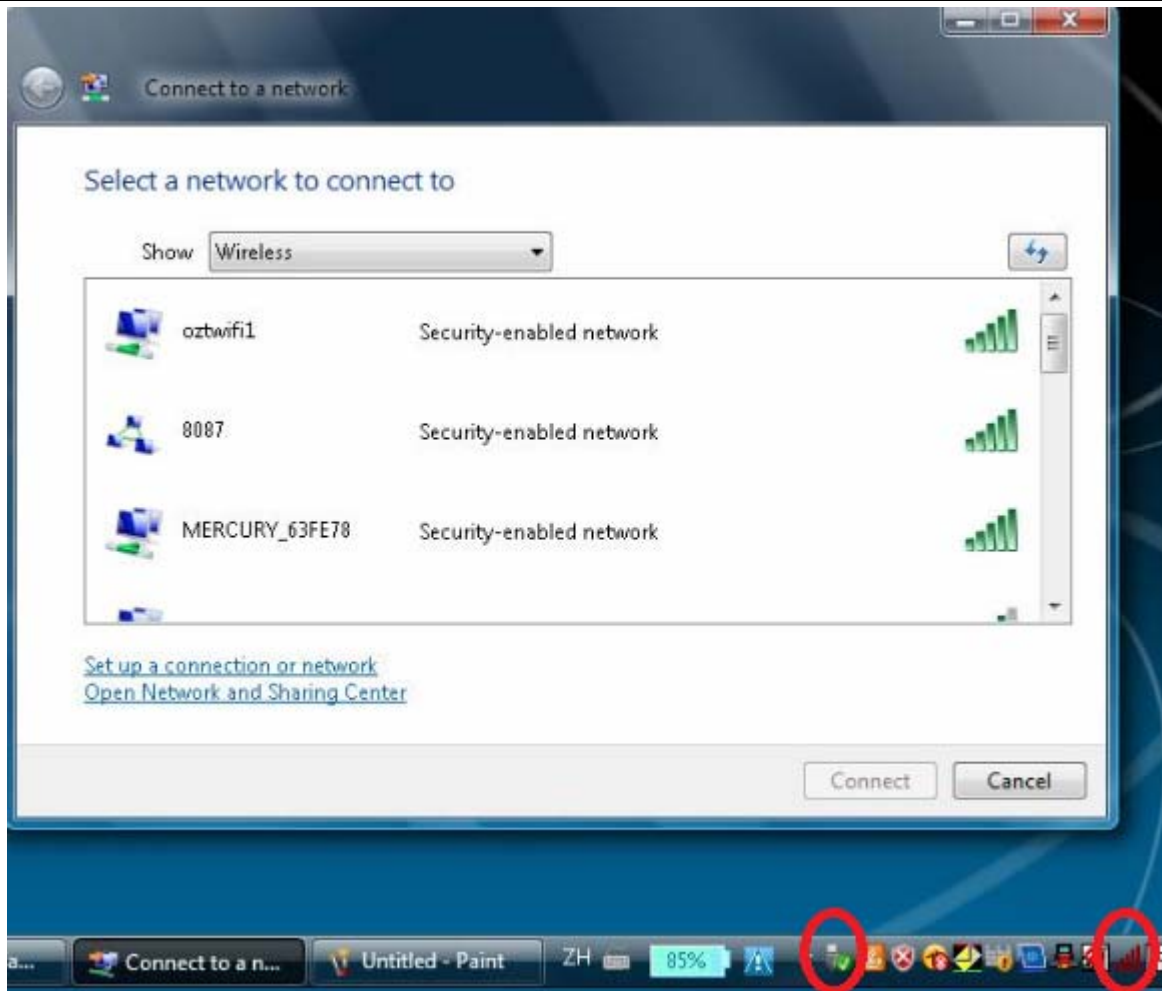 Connect to a network
Select a network to connect to
Show Wireless
oztwifi1 Security-enabled network
8087 Security-enabled network
MERCURY_63FE78 Security-enabled network
Set up a connection or network
Open Network and Sharing Center
Connect Cancel
a... Connect to a n... Untitled - Paint ZH 85%